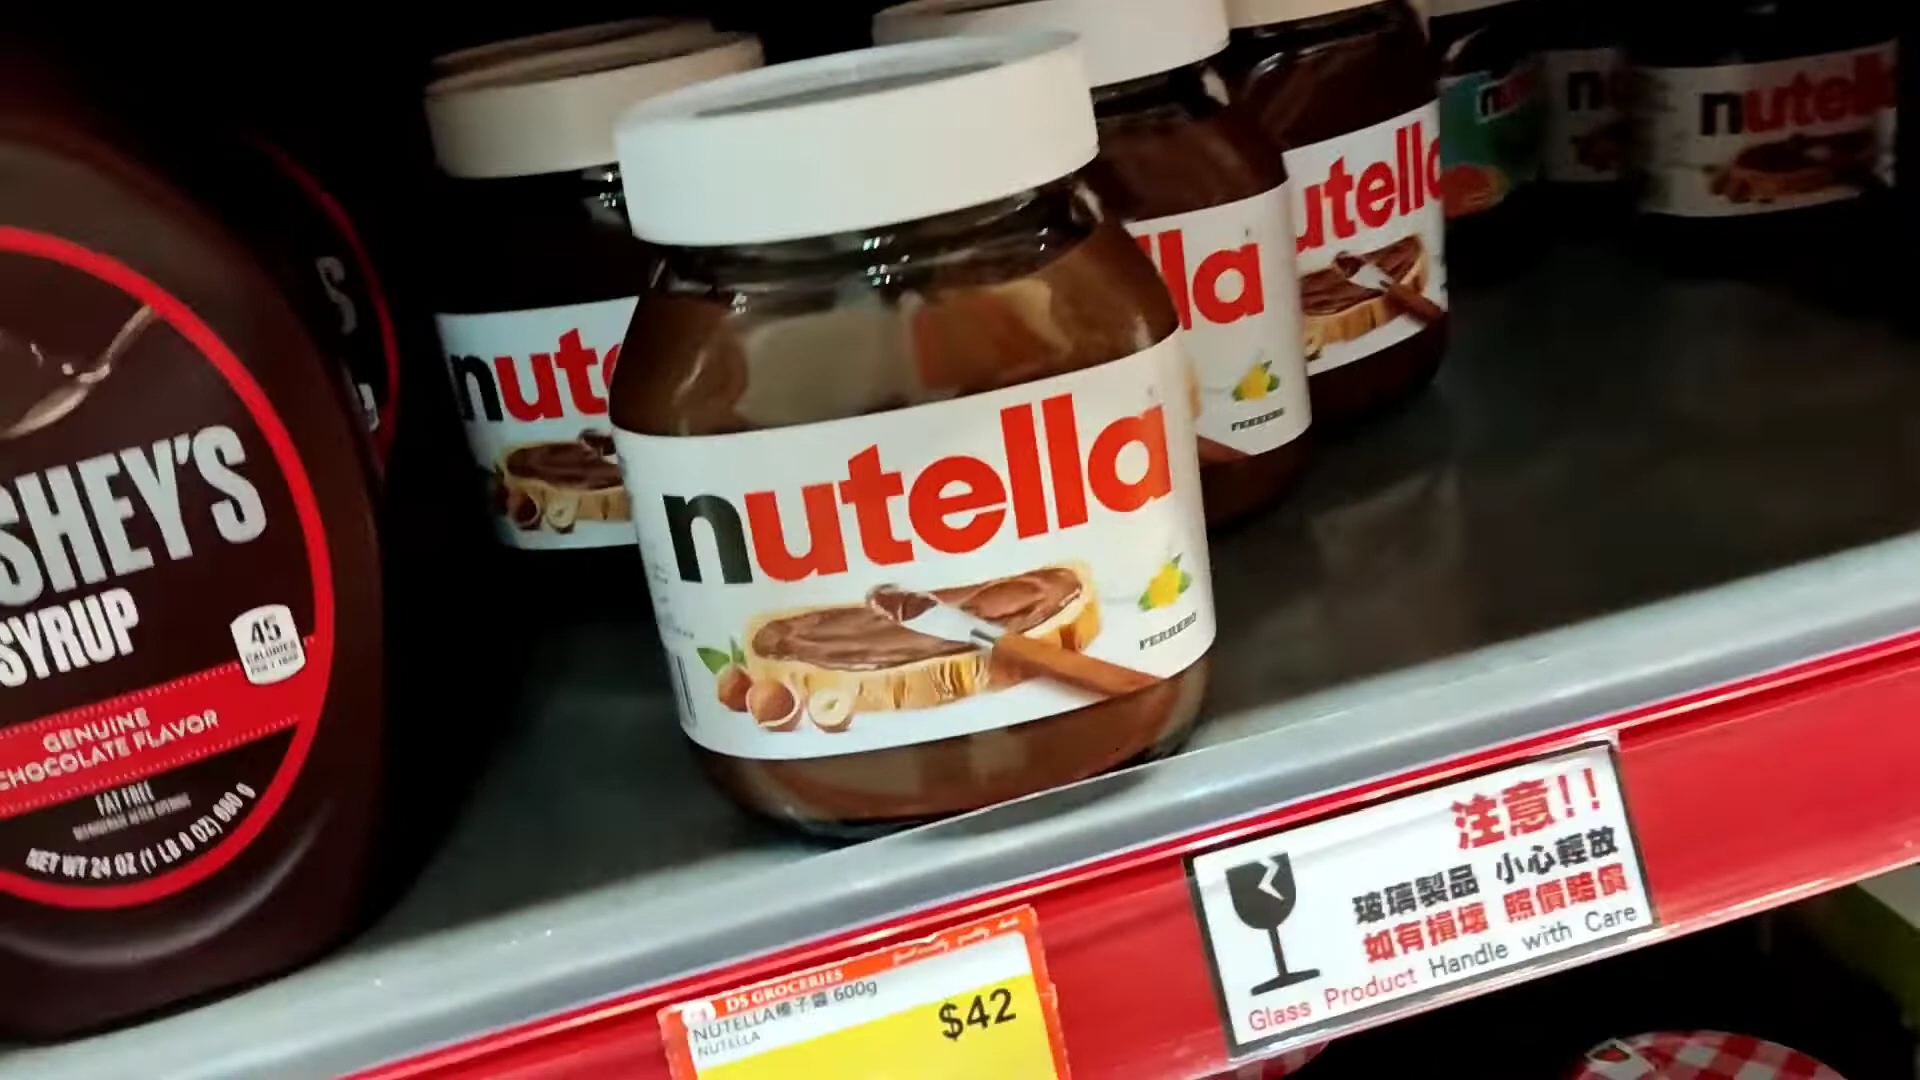 SHEY'S
SYRUP
45
CALORIES
GENUINE
CHOCOLATE FLAVOR
FAT FREE
NET WT 24 OZ (1 LB 8 OZ) 680 g
nut
nutella
FERRERO
lla
FERRERO
utella
nutella
注意!!
玻璃製品 小心輕放
如有損壞 照價賠償
Glass Product Handle with Care
DS GROCERIES
NUTELLA榛子醬 600g
NUTELLA
$42